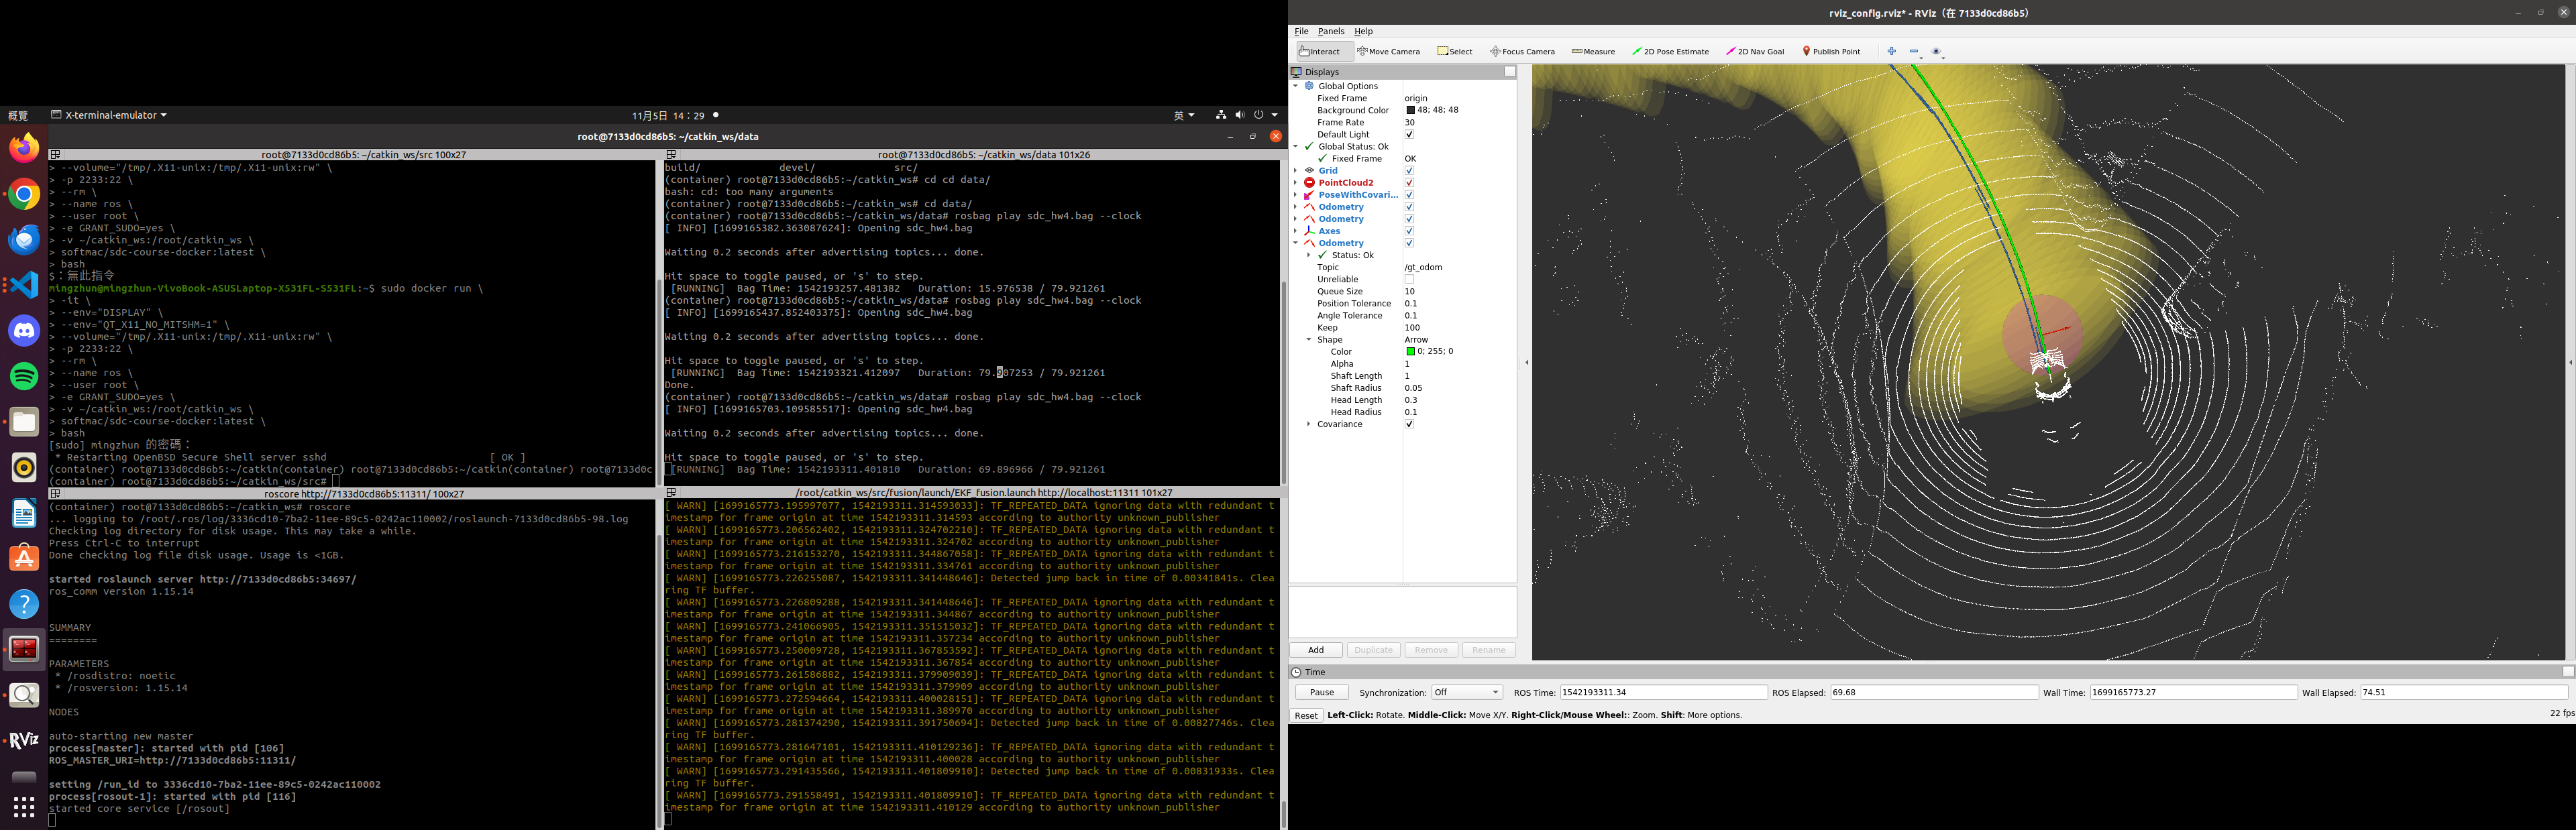 概覽
X-terminal-emulator
11月5日 14：29
英
root@7133d0cd86b5: ~/catkin_ws/data
root@7133d0cd86b5: ~/catkin_ws/src 100x27
> --volume="/tmp/.X11-unix:/tmp/.X11-unix:rw" \
> -p 2233:22 \
> --rm \
> --name ros \
> --user root \
> -e GRANT_SUDO=yes \
> -v ~/catkin_ws:/root/catkin_ws \
> softmac/sdc-course-docker:latest \
> bash
$：無此指令
mingzhun@mingzhun-VivoBook-ASUSLaptop-X531FL-S531FL:~$ sudo docker run \
> -it \
> --env="DISPLAY" \
> --env="QT_X11_NO_MITSHM=1" \
> --volume="/tmp/.X11-unix:/tmp/.X11-unix:rw" \
> -p 2233:22 \
> --rm \
> --name ros \
> --user root \
> -e GRANT_SUDO=yes \
> -v ~/catkin_ws:/root/catkin_ws \
> softmac/sdc-course-docker:latest \
> bash
[sudo] mingzhun 的密碼：
* Restarting OpenBSD Secure Shell server sshd [ OK ]
(container) root@7133d0cd86b5:~/catkin(container) root@7133d0cd86b5:~/catkin(container) root@7133d0c
(container) root@7133d0cd86b5:~/catkin_ws/src#
root@7133d0cd86b5: ~/catkin_ws/data 101x26
build/ devel/ src/
(container) root@7133d0cd86b5:~/catkin_ws# cd cd data/
bash: cd: too many arguments
(container) root@7133d0cd86b5:~/catkin_ws# cd data/
(container) root@7133d0cd86b5:~/catkin_ws/data# rosbag play sdc_hw4.bag --clock
[ INFO] [1699165382.363087624]: Opening sdc_hw4.bag
Waiting 0.2 seconds after advertising topics... done.
Hit space to toggle paused, or 's' to step.
[RUNNING] Bag Time: 1542193257.481382 Duration: 15.976538 / 79.921261
(container) root@7133d0cd86b5:~/catkin_ws/data# rosbag play sdc_hw4.bag --clock
[ INFO] [1699165437.852403375]: Opening sdc_hw4.bag
Waiting 0.2 seconds after advertising topics... done.
Hit space to toggle paused, or 's' to step.
[RUNNING] Bag Time: 1542193321.412097 Duration: 79.907253 / 79.921261
Done.
(container) root@7133d0cd86b5:~/catkin_ws/data# rosbag play sdc_hw4.bag --clock
[ INFO] [1699165703.109585517]: Opening sdc_hw4.bag
Waiting 0.2 seconds after advertising topics... done.
Hit space to toggle paused, or 's' to step.
[RUNNING] Bag Time: 1542193311.401810 Duration: 69.896966 / 79.921261
roscore http://7133d0cd86b5:11311/ 100x27
(container) root@7133d0cd86b5:~/catkin_ws# roscore
... logging to /root/.ros/log/3336cd10-7ba2-11ee-89c5-0242ac110002/roslaunch-7133d0cd86b5-98.log
Checking log directory for disk usage. This may take a while.
Press Ctrl-C to interrupt
Done checking log file disk usage. Usage is <1GB.
started roslaunch server http://7133d0cd86b5:34697/
ros_comm version 1.15.14
SUMMARY
========
PARAMETERS
* /rosdistro: noetic
* /rosversion: 1.15.14
NODES
auto-starting new master
process[master]: started with pid [106]
ROS_MASTER_URI=http://7133d0cd86b5:11311/
setting /run_id to 3336cd10-7ba2-11ee-89c5-0242ac110002
process[rosout-1]: started with pid [116]
started core service [/rosout]
/root/catkin_ws/src/fusion/launch/EKF_fusion.launch http://localhost:11311 101x27
[ WARN] [1699165773.195997077, 1542193311.314593033]: TF_REPEATED_DATA ignoring data with redundant t
imestamp for frame origin at time 1542193311.314593 according to authority unknown_publisher
[ WARN] [1699165773.206562402, 1542193311.324702210]: TF_REPEATED_DATA ignoring data with redundant t
imestamp for frame origin at time 1542193311.324702 according to authority unknown_publisher
[ WARN] [1699165773.216153270, 1542193311.344867058]: TF_REPEATED_DATA ignoring data with redundant t
imestamp for frame origin at time 1542193311.334761 according to authority unknown_publisher
[ WARN] [1699165773.226255087, 1542193311.341448646]: Detected jump back in time of 0.00341841s. Clea
ring TF buffer.
[ WARN] [1699165773.226809288, 1542193311.341448646]: TF_REPEATED_DATA ignoring data with redundant t
imestamp for frame origin at time 1542193311.344867 according to authority unknown_publisher
[ WARN] [1699165773.241066905, 1542193311.351515032]: TF_REPEATED_DATA ignoring data with redundant t
imestamp for frame origin at time 1542193311.357234 according to authority unknown_publisher
[ WARN] [1699165773.250009728, 1542193311.367853592]: TF_REPEATED_DATA ignoring data with redundant t
imestamp for frame origin at time 1542193311.367854 according to authority unknown_publisher
[ WARN] [1699165773.261586882, 1542193311.379909039]: TF_REPEATED_DATA ignoring data with redundant t
imestamp for frame origin at time 1542193311.379909 according to authority unknown_publisher
[ WARN] [1699165773.272594664, 1542193311.400028151]: TF_REPEATED_DATA ignoring data with redundant t
imestamp for frame origin at time 1542193311.389970 according to authority unknown_publisher
[ WARN] [1699165773.281374290, 1542193311.391750694]: Detected jump back in time of 0.00827746s. Clea
ring TF buffer.
[ WARN] [1699165773.281647101, 1542193311.410129236]: TF_REPEATED_DATA ignoring data with redundant t
imestamp for frame origin at time 1542193311.400028 according to authority unknown_publisher
[ WARN] [1699165773.291435566, 1542193311.401809910]: Detected jump back in time of 0.00831933s. Clea
ring TF buffer.
[ WARN] [1699165773.291558491, 1542193311.401809910]: TF_REPEATED_DATA ignoring data with redundant t
imestamp for frame origin at time 1542193311.410129 according to authority unknown_publisher
RViz
rviz_config.rviz* - RViz（在 7133d0cd86b5）
File Panels Help
Interact Move Camera Select Focus Camera Measure 2D Pose Estimate 2D Nav Goal Publish Point
Displays
Global Options
Fixed Frame origin
Background Color 48; 48; 48
Frame Rate 30
Default Light
Global Status: Ok
Fixed Frame OK
Grid
PointCloud2
PoseWithCovari...
Odometry
Odometry
Axes
Odometry
Status: Ok
Topic /gt_odom
Unreliable
Queue Size 10
Position Tolerance 0.1
Angle Tolerance 0.1
Keep 100
Shape Arrow
Color 0; 255; 0
Alpha 1
Shaft Length 1
Shaft Radius 0.05
Head Length 0.3
Head Radius 0.1
Covariance
Add Duplicate Remove Rename
Time
Pause Synchronization: Off ROS Time: 1542193311.34 ROS Elapsed: 69.68 Wall Time: 1699165773.27 Wall Elapsed: 74.51
Reset Left-Click: Rotate. Middle-Click: Move X/Y. Right-Click/Mouse Wheel:: Zoom. Shift: More options. 22 fps